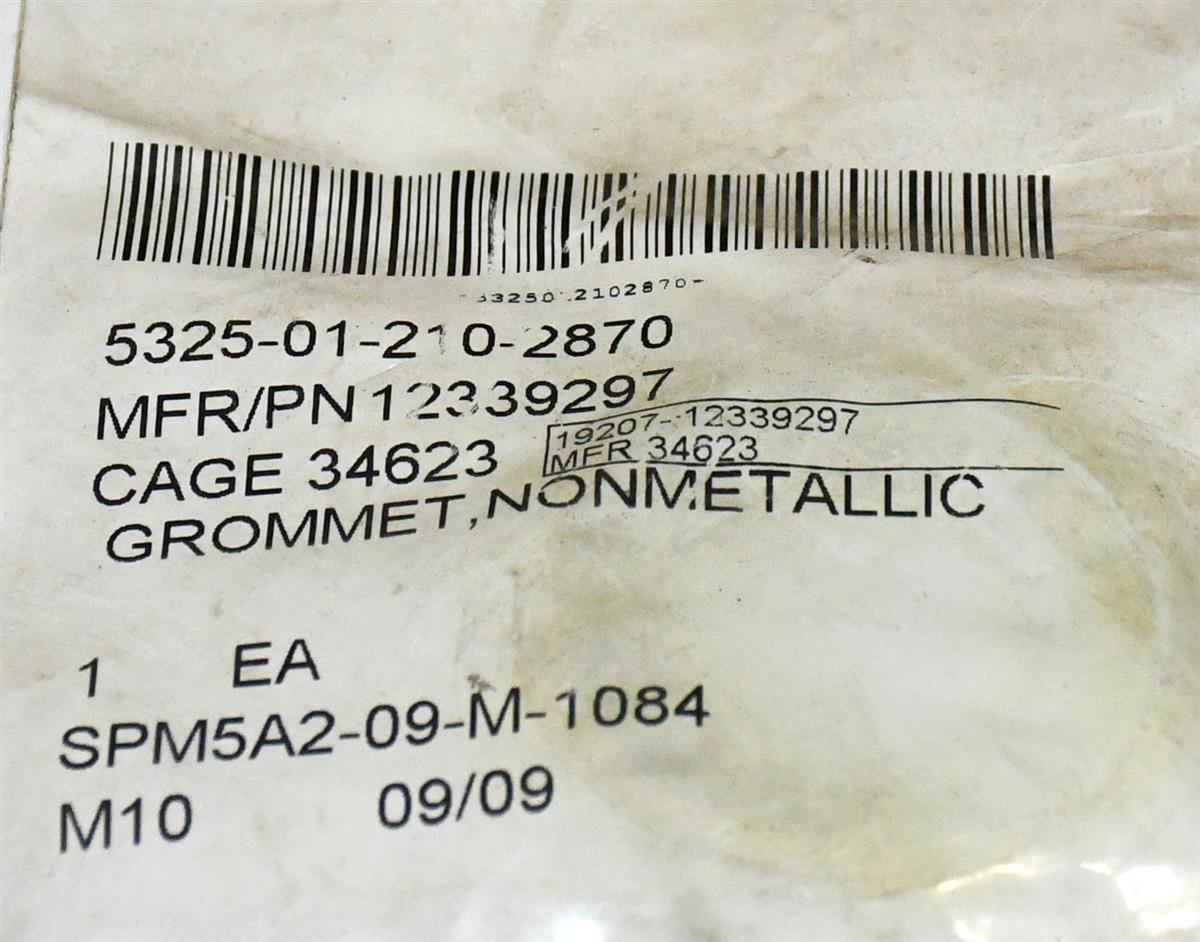 -5325012102870-
5325-01-210-2870
MFR/PN 12339297
CAGE 34623
19207-12339297
MFR 34623
GROMMET,NONMETALLIC
1 EA
SPM5A2-09-M-1084
M10 09/09